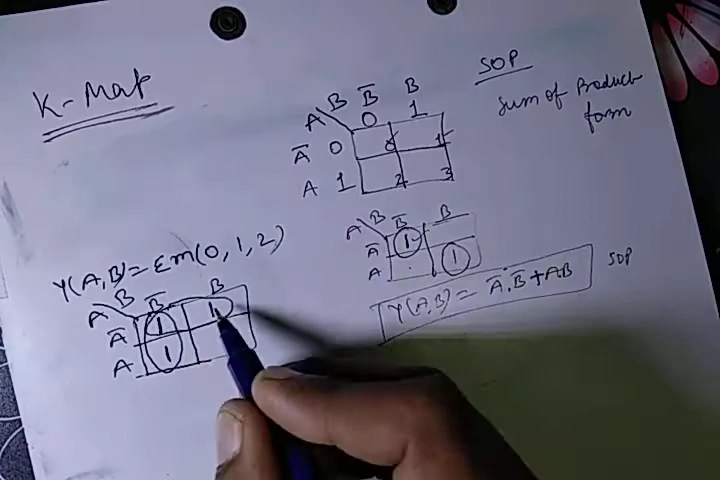 K-Map
SOP
Sum of Product
form
A B B̅ B
0 1
A̅ 0 0 1
A 1 2 3
Y(A,B)= Σm(0,1,2)
A B B̅ B
A̅ 1 1
A 1
A B B̅ B
A̅ 1
A 1
Y(A,B)= A̅.B̅+AB
SOP